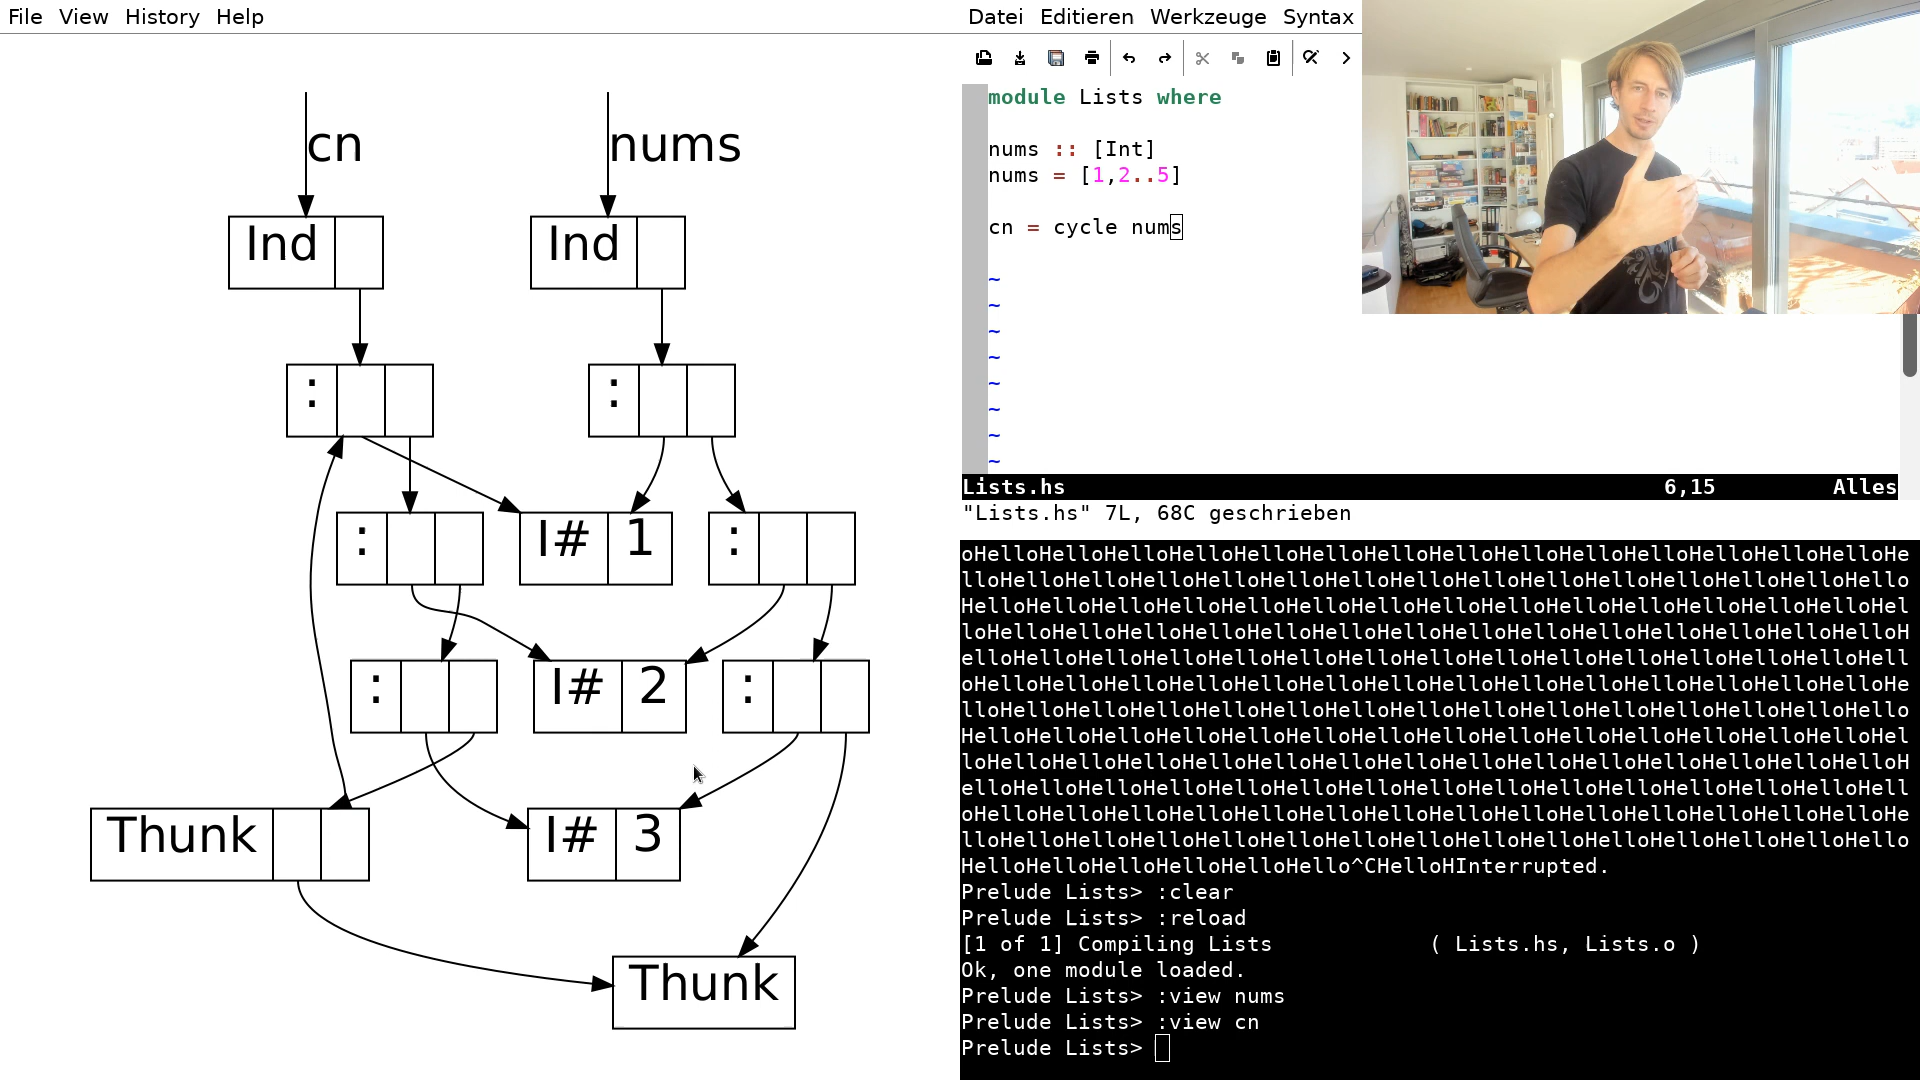 File View History Help
cn
nums
Ind
Ind
:
:
: I# 1 :
: I# 2 :
Thunk I# 3
Thunk
Datei Editieren Werkzeuge Syntax
module Lists where
nums :: [Int]
nums = [1,2..5]
cn = cycle nums
~
~
~
~
~
~
~
~
Lists.hs 6,15 Alles
"Lists.hs" 7L, 68C geschrieben
oHelloHelloHelloHelloHelloHelloHelloHelloHelloHelloHelloHelloHelloHelloHe
lloHelloHelloHelloHelloHelloHelloHelloHelloHelloHelloHelloHelloHelloHello
HelloHelloHelloHelloHelloHelloHelloHelloHelloHelloHelloHelloHelloHelloHel
loHelloHelloHelloHelloHelloHelloHelloHelloHelloHelloHelloHelloHelloHelloH
elloHelloHelloHelloHelloHelloHelloHelloHelloHelloHelloHelloHelloHelloHell
oHelloHelloHelloHelloHelloHelloHelloHelloHelloHelloHelloHelloHelloHelloHe
lloHelloHelloHelloHelloHelloHelloHelloHelloHelloHelloHelloHelloHelloHello
HelloHelloHelloHelloHelloHelloHelloHelloHelloHelloHelloHelloHelloHelloHel
loHelloHelloHelloHelloHelloHelloHelloHelloHelloHelloHelloHelloHelloHelloH
elloHelloHelloHelloHelloHelloHelloHelloHelloHelloHelloHelloHelloHelloHell
oHelloHelloHelloHelloHelloHelloHelloHelloHelloHelloHelloHelloHelloHelloHe
lloHelloHelloHelloHelloHelloHelloHelloHelloHelloHelloHelloHelloHelloHello
HelloHelloHelloHelloHelloHello^CHelloHInterrupted.
Prelude Lists> :clear
Prelude Lists> :reload
[1 of 1] Compiling Lists ( Lists.hs, Lists.o )
Ok, one module loaded.
Prelude Lists> :view nums
Prelude Lists> :view cn
Prelude Lists>